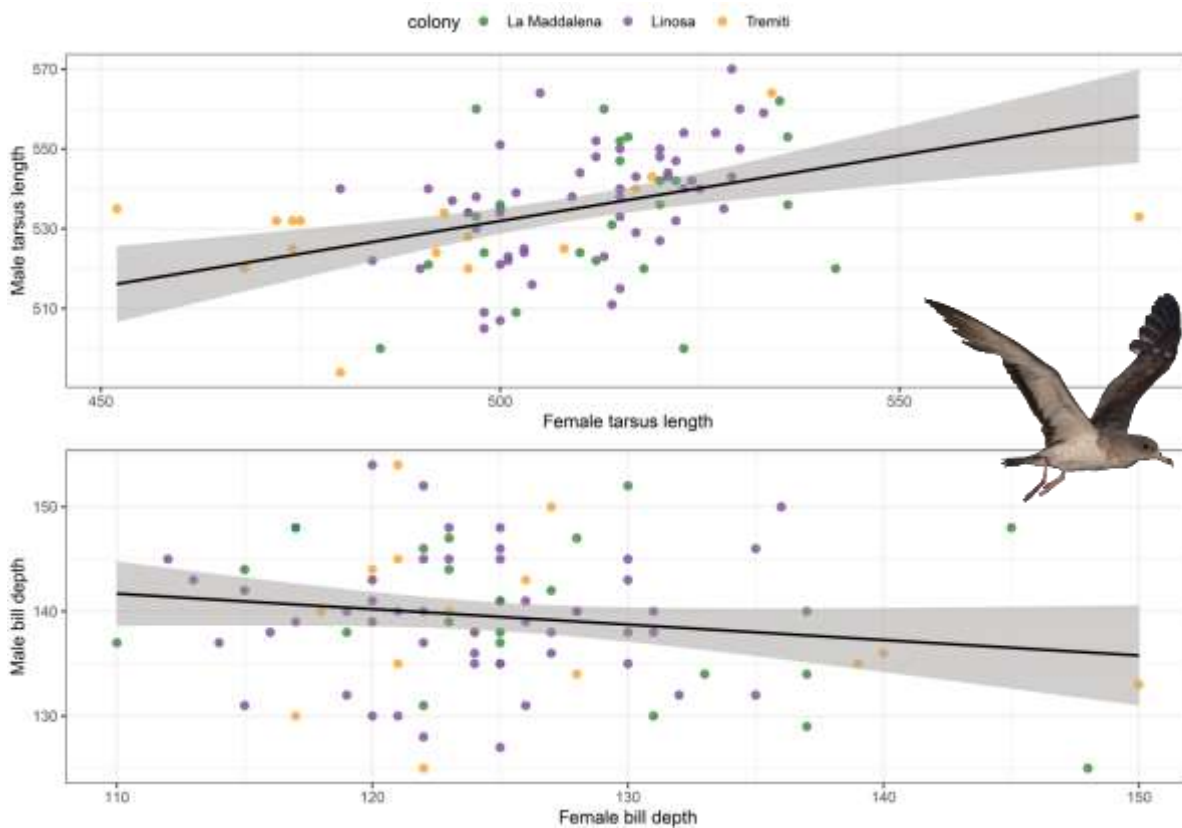 colony La Maddalena Linosa Tremiti
570
550
530
510
Male tarsus length
450 500 550
Female tarsus length
150
140
130
Male bill depth
110 120 130 140 150
Female bill depth